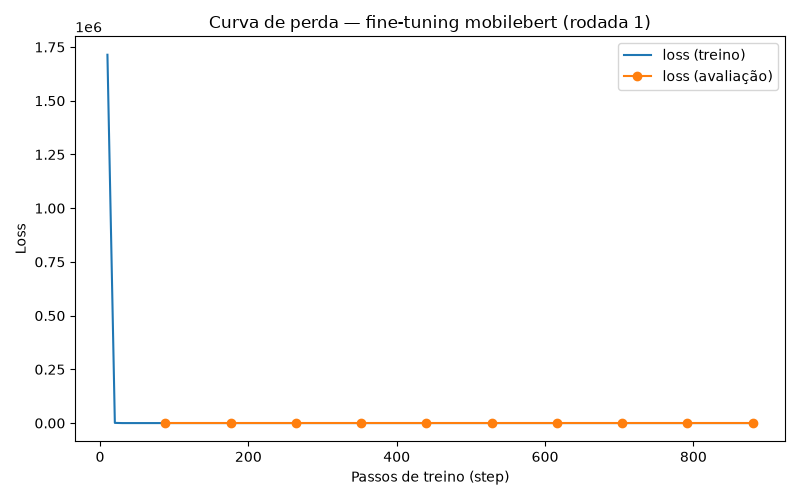 Curva de perda — fine-tuning mobilebert (rodada 1)
1e6
loss (treino)
loss (avaliação)
1.75
1.50
1.25
1.00
0.75
0.50
0.25
0.00
Loss
0 200 400 600 800
Passos de treino (step)